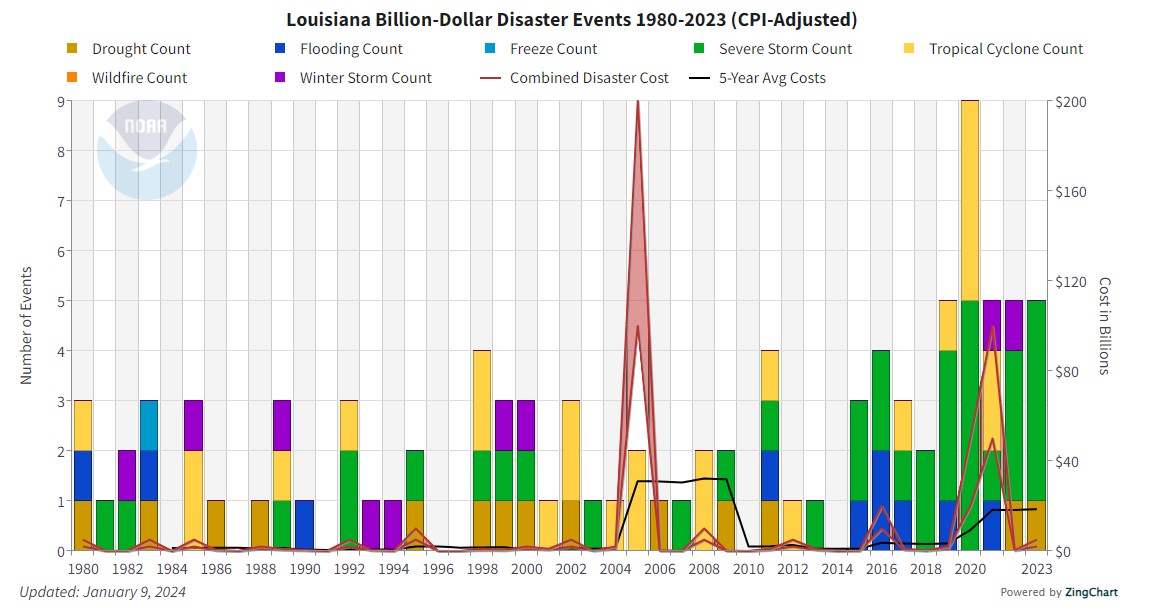 Louisiana Billion-Dollar Disaster Events 1980-2023 (CPI-Adjusted)
Drought Count Flooding Count Freeze Count Severe Storm Count Tropical Cyclone Count
Wildfire Count Winter Storm Count Combined Disaster Cost 5-Year Avg Costs
NOAA
Number of Events
9
8
7
6
5
4
3
2
1
0
$200
$160
$120
$80
$40
$0
Cost in Billions
1980 1982 1984 1986 1988 1990 1992 1994 1996 1998 2000 2002 2004 2006 2008 2010 2012 2014 2016 2018 2020 2023
Updated: January 9, 2024
Powered by ZingChart